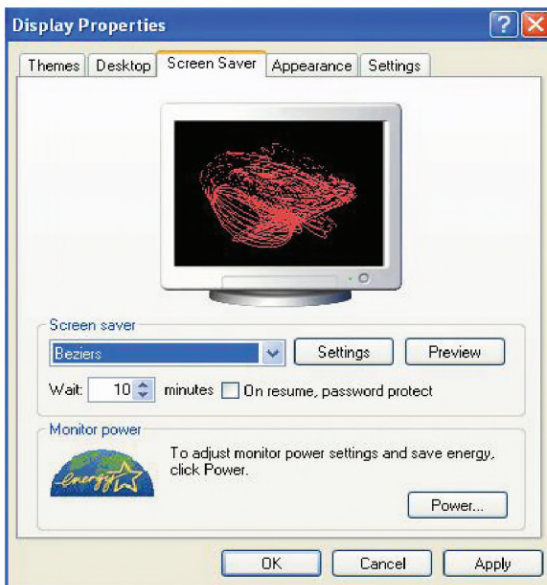 Display Properties
?
Themes Desktop Screen Saver Appearance Settings
Screen saver
Beziers Settings Preview
Wait: 10 minutes On resume, password protect
Monitor power
energy
To adjust monitor power settings and save energy,
click Power.
Power...
OK Cancel Apply